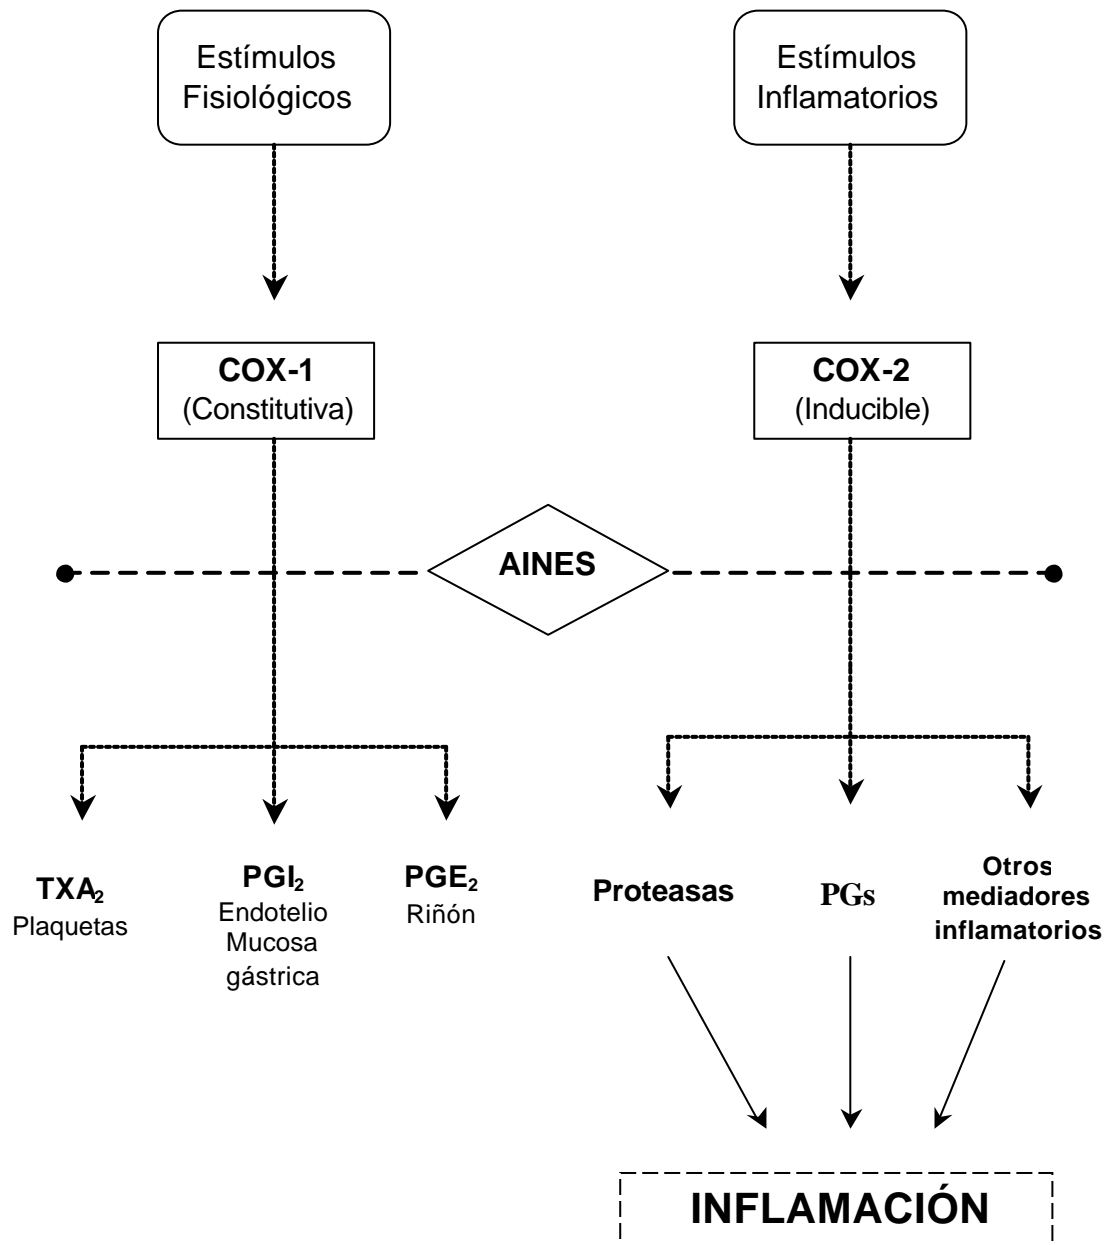 Estímulos
Fisiológicos
Estímulos
Inflamatorios
COX-1
(Constitutiva)
COX-2
(Inducible)
AINES
TXA₂
Plaquetas
PGI₂
Endotelio
Mucosa
gástrica
PGE₂
Riñón
Proteasas
PGs
Otros
mediadores
inflamatorios
INFLAMACIÓN